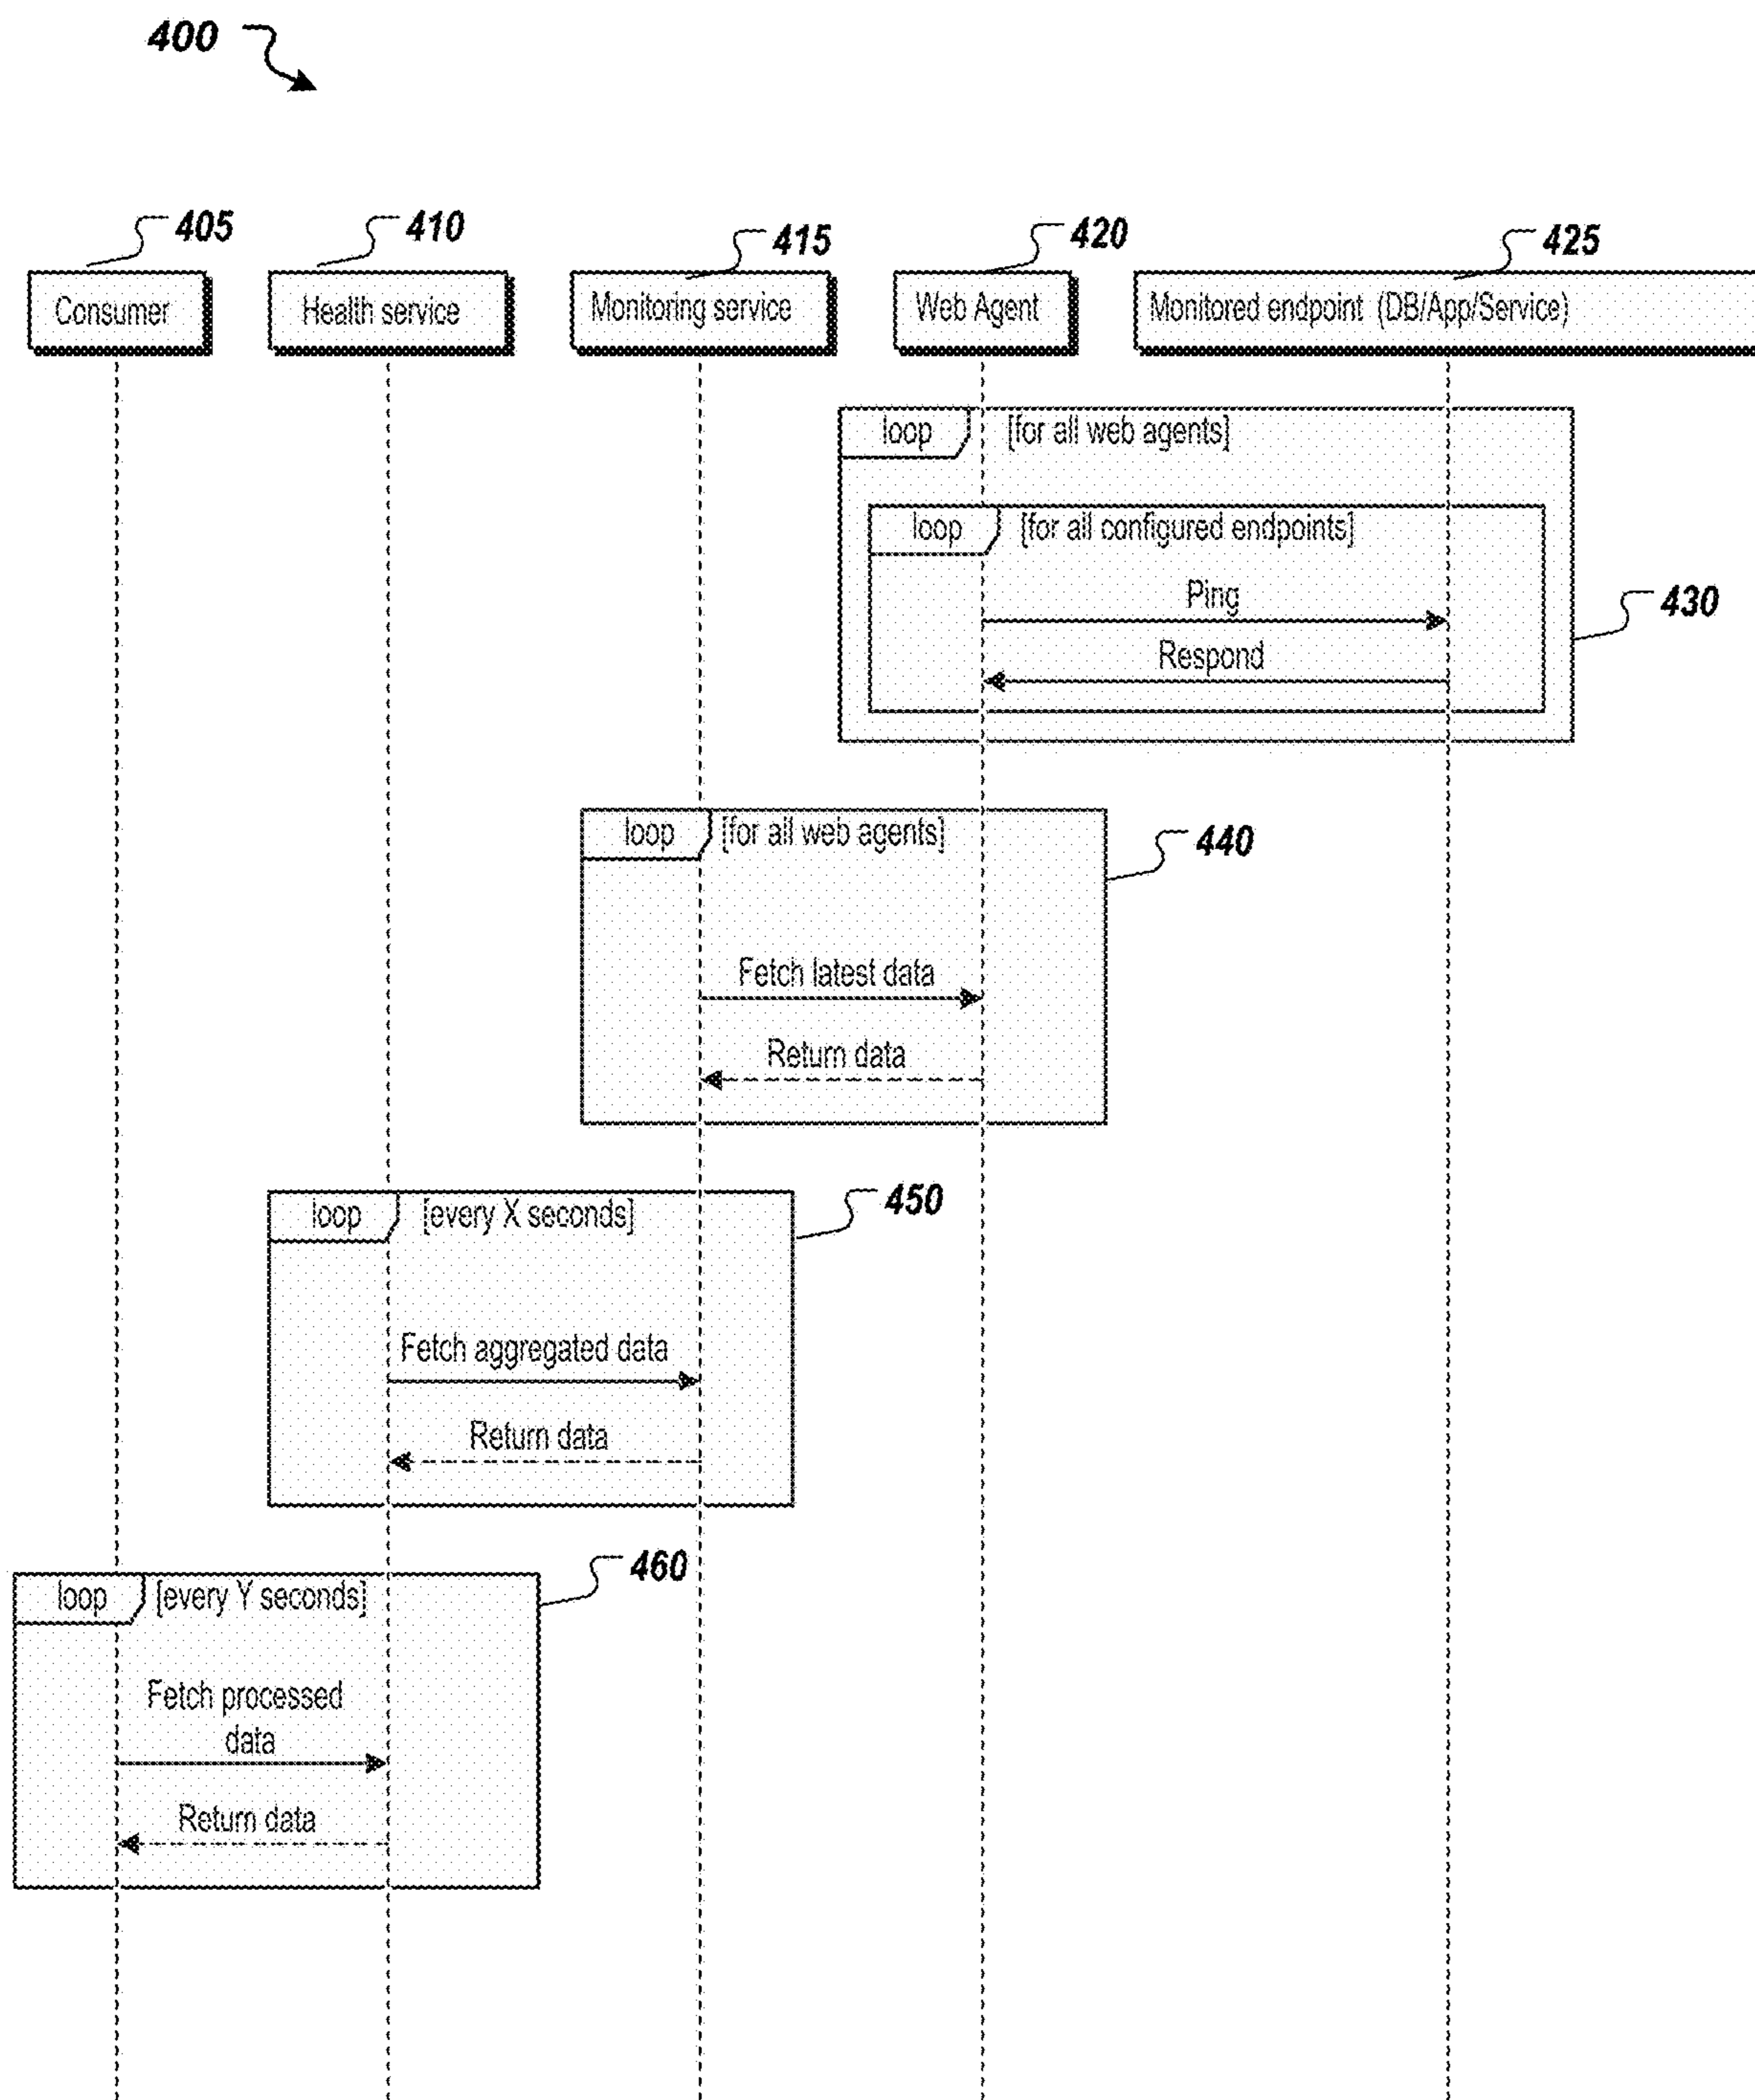 400
405
410
415
420
425
Consumer
Health service
Monitoring service
Web Agent
Monitored endpoint (DB/App/Service)
loop
[for all web agents]
loop
[for all configured endpoints]
Ping
430
Respond
loop
[for all web agents]
440
Fetch latest data
Return data
loop
[every X seconds]
450
Fetch aggregated data
Return data
loop
[every Y seconds]
460
Fetch processed
data
Return data